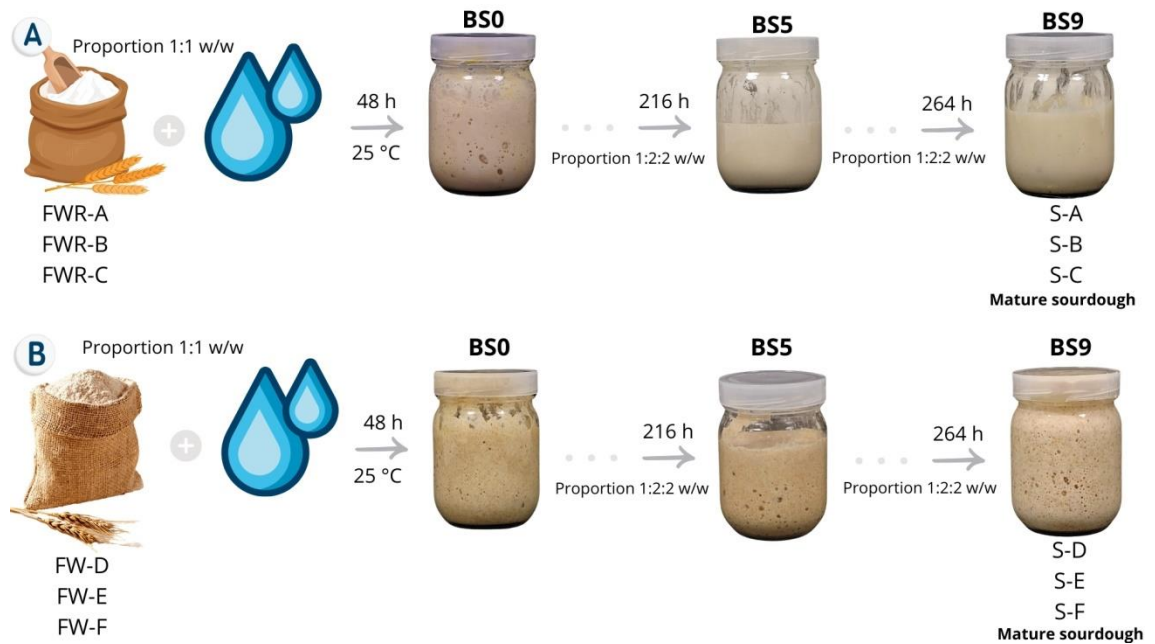 A
Proportion 1:1 w/w
BS0
BS5
BS9
48 h
25 °C
216 h
Proportion 1:2:2 w/w
264 h
Proportion 1:2:2 w/w
FWR-A
FWR-B
FWR-C
S-A
S-B
S-C
Mature sourdough
B
Proportion 1:1 w/w
BS0
BS5
BS9
48 h
25 °C
216 h
Proportion 1:2:2 w/w
264 h
Proportion 1:2:2 w/w
FW-D
FW-E
FW-F
S-D
S-E
S-F
Mature sourdough